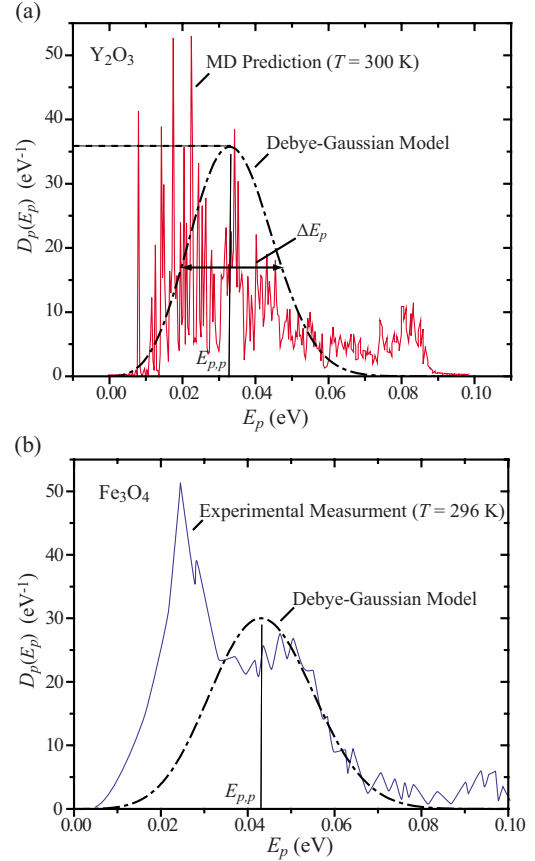 (a)
Y₂O₃
MD Prediction (T = 300 K)
Debye-Gaussian Model
ΔEₚ
Eₚ,ₚ
Dₚ(Eₚ) (eV⁻¹)
50
40
30
20
10
0
0.00 0.02 0.04 0.06 0.08 0.10
Eₚ (eV)
(b)
Fe₃O₄
Experimental Measurment (T = 296 K)
Debye-Gaussian Model
Eₚ,ₚ
Dₚ(Eₚ) (eV⁻¹)
50
40
30
20
10
0
0.00 0.02 0.04 0.06 0.08 0.10
Eₚ (eV)